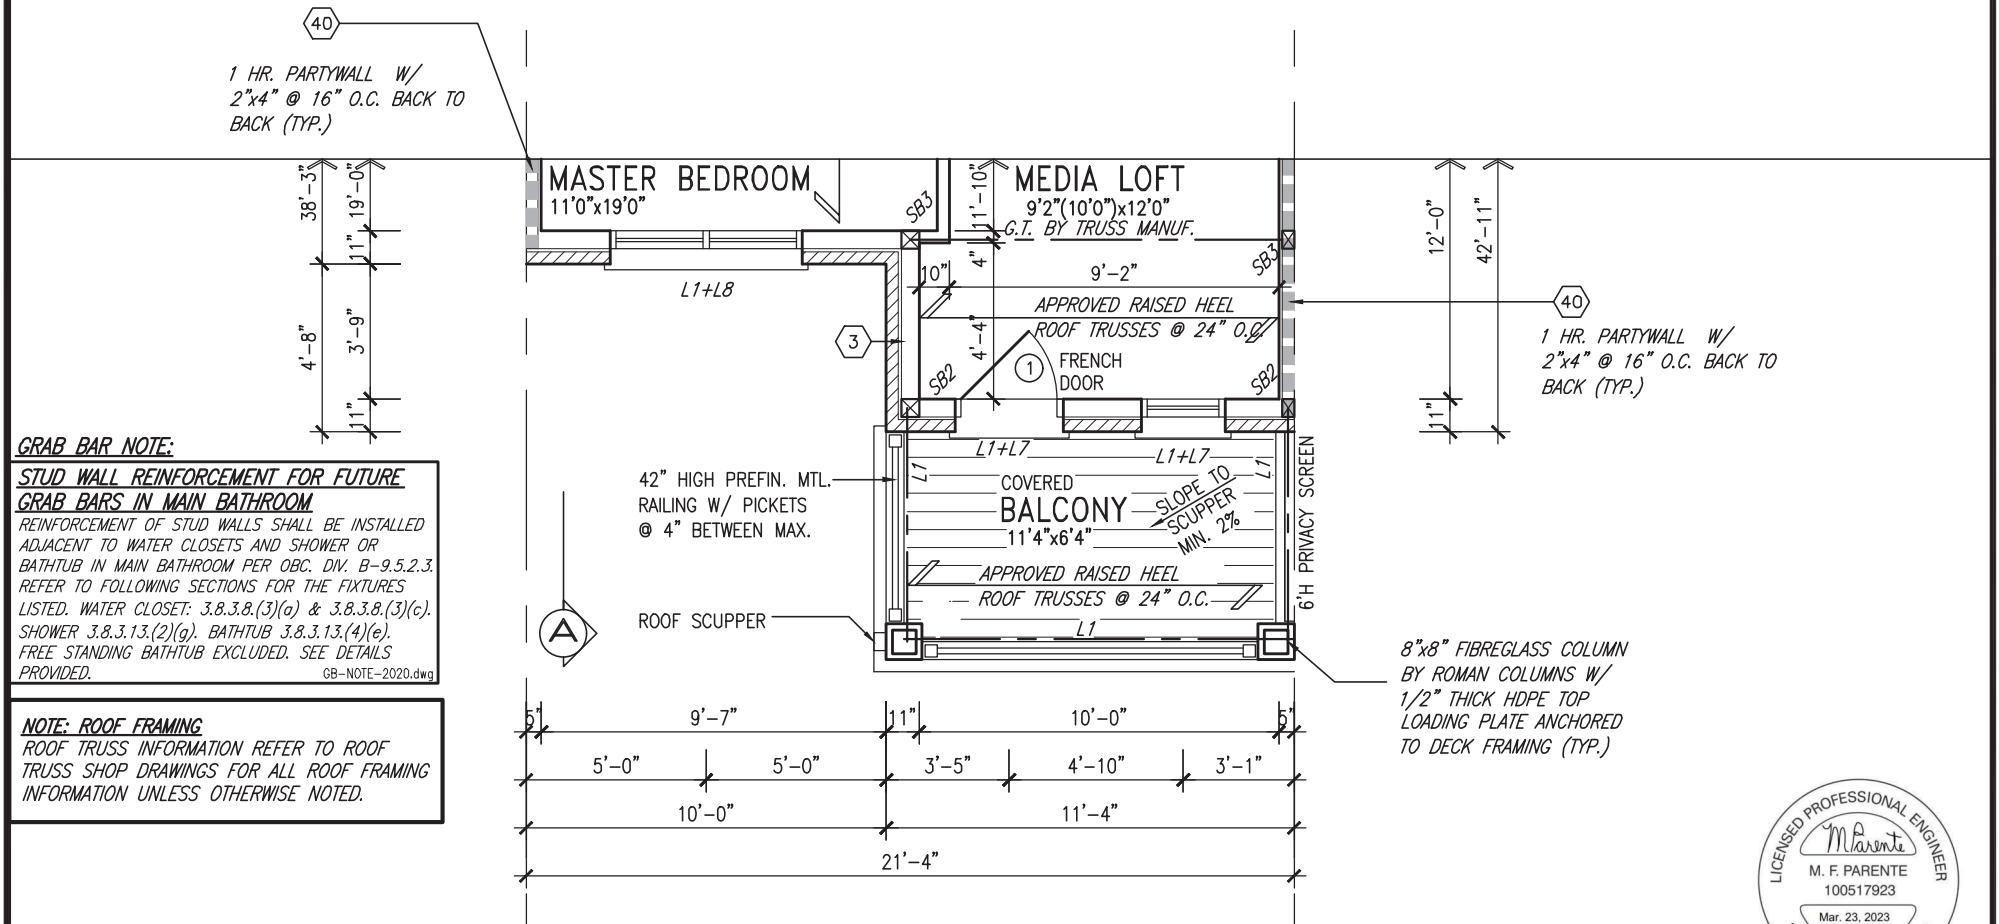 40
1 HR. PARTYWALL W/
2"x4" @ 16" O.C. BACK TO
BACK (TYP.)
38'-3"
19'-0"
11"
4'-8"
3'-9"
11"
MASTER BEDROOM
11'0"x19'0"
SB3
L1+L8
11'-10"
MEDIA LOFT
9'2"(10'0")x12'0"
G.T. BY TRUSS MANUF.
4"
SB3
10"
9'-2"
APPROVED RAISED HEEL
ROOF TRUSSES @ 24" O.C.
4'-4"
3
1
FRENCH
DOOR
SB2
SB2
12'-0"
42'-11"
11"
40
1 HR. PARTYWALL W/
2"x4" @ 16" O.C. BACK TO
BACK (TYP.)
GRAB BAR NOTE:
STUD WALL REINFORCEMENT FOR FUTURE
GRAB BARS IN MAIN BATHROOM
REINFORCEMENT OF STUD WALLS SHALL BE INSTALLED
ADJACENT TO WATER CLOSETS AND SHOWER OR
BATHTUB IN MAIN BATHROOM PER OBC. DIV. B-9.5.2.3.
REFER TO FOLLOWING SECTIONS FOR THE FIXTURES
LISTED. WATER CLOSET: 3.8.3.8.(3)(a) & 3.8.3.8.(3)(c).
SHOWER 3.8.3.13.(2)(g). BATHTUB 3.8.3.13.(4)(e).
FREE STANDING BATHTUB EXCLUDED. SEE DETAILS
PROVIDED.
GB-NOTE-2020.dwg
NOTE: ROOF FRAMING
ROOF TRUSS INFORMATION REFER TO ROOF
TRUSS SHOP DRAWINGS FOR ALL ROOF FRAMING
INFORMATION UNLESS OTHERWISE NOTED.
42" HIGH PREFIN. MTL.
RAILING W/ PICKETS
@ 4" BETWEEN MAX.
A
ROOF SCUPPER
L1
L1+L7
L1+L7
L1
COVERED
BALCONY
11'4"x6'4"
SLOPE TO
SCUPPER
MIN. 2%
APPROVED RAISED HEEL
ROOF TRUSSES @ 24" O.C.
L1
6'H PRIVACY SCREEN
8"x8" FIBREGLASS COLUMN
BY ROMAN COLUMNS W/
1/2" THICK HDPE TOP
LOADING PLATE ANCHORED
TO DECK FRAMING (TYP.)
5"
9'-7"
11"
10'-0"
5"
5'-0"
5'-0"
3'-5"
4'-10"
3'-1"
10'-0"
11'-4"
21'-4"
LICENSED PROFESSIONAL ENGINEER
M Parente
M. F. PARENTE
100517923
Mar. 23, 2023